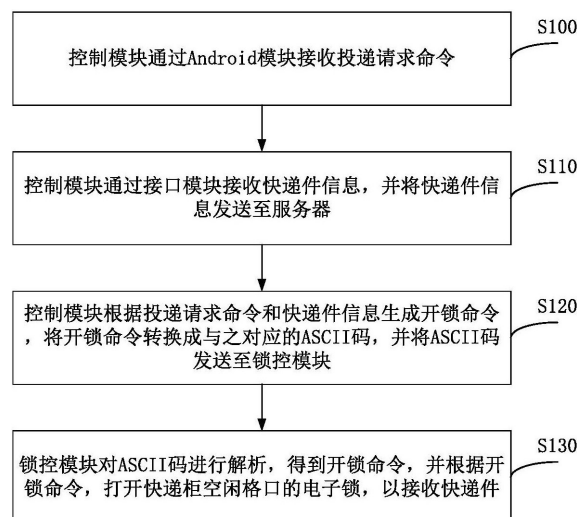 S100
控制模块通过Android模块接收投递请求命令
S110
控制模块通过接口模块接收快递件信息，并将快递件信
息发送至服务器
S120
控制模块根据投递请求命令和快递件信息生成开锁命令
，将开锁命令转换成与之对应的ASCII码，并将ASCII码
发送至锁控模块
S130
锁控模块对ASCII码进行解析，得到开锁命令，并根据开
锁命令，打开快递柜空闲格口的电子锁，以接收快递件